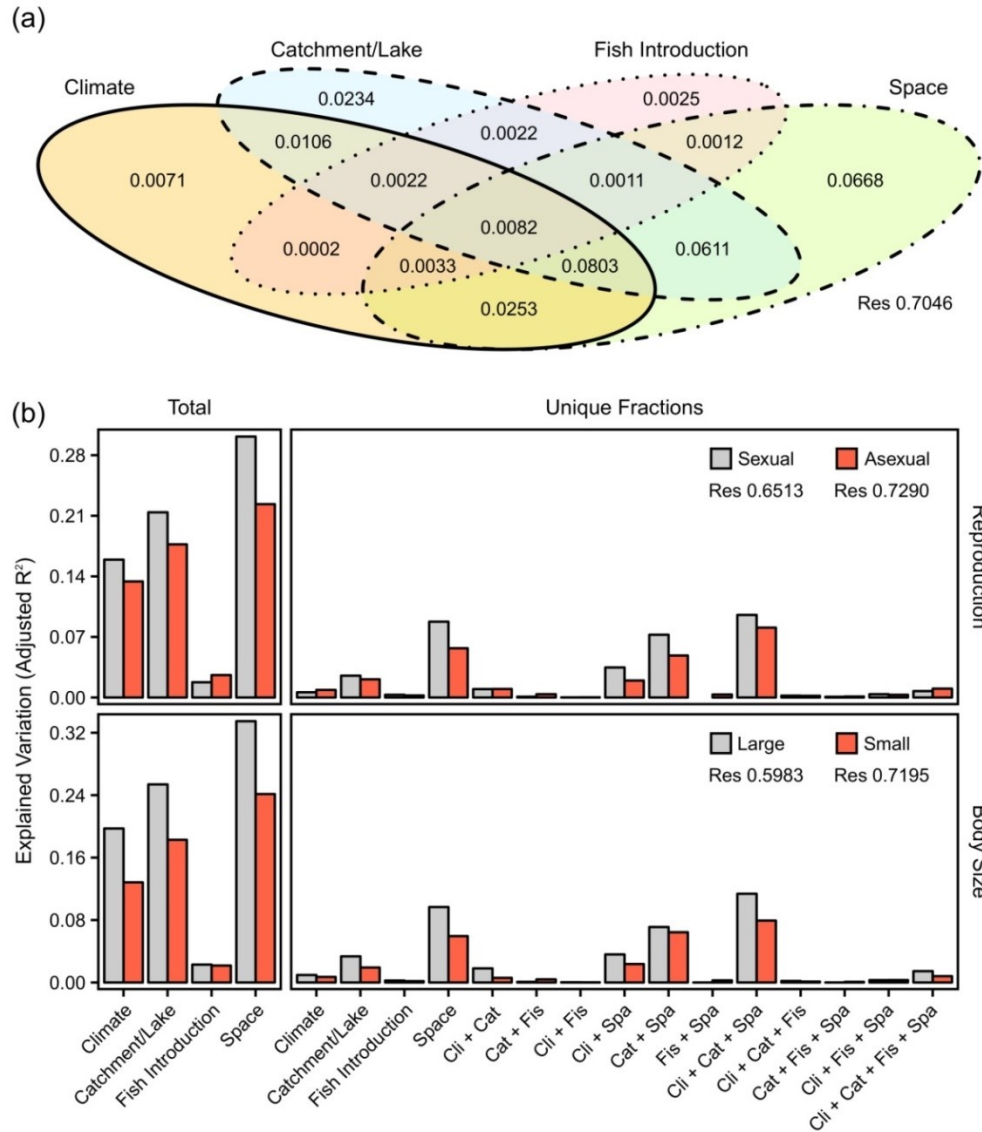 (a)
Catchment/Lake Fish Introduction
Climate Space
0.0234 0.0025
0.0106 0.0022 0.0012
0.0071 0.0022 0.0011 0.0668
0.0082
0.0002 0.0033 0.0803 0.0611
0.0253 Res 0.7046
(b) Total Unique Fractions
Explained Variation (Adjusted R²)
0.28
0.21
0.14
0.07
0.00
Sexual Asexual
Res 0.6513 Res 0.7290
Reproduction
0.32
0.24
0.16
0.08
0.00
Large Small
Res 0.5983 Res 0.7195
Body Size
Climate
Catchment/Lake
Fish Introduction
Space
Climate
Catchment/Lake
Fish Introduction
Space
Cli + Cat
Cat + Fis
Cli + Fis
Cli + Spa
Cat + Spa
Fis + Spa
Cli + Cat + Spa
Cli + Cat + Fis
Cat + Fis + Spa
Cli + Fis + Spa
Cli + Cat + Fis + Spa